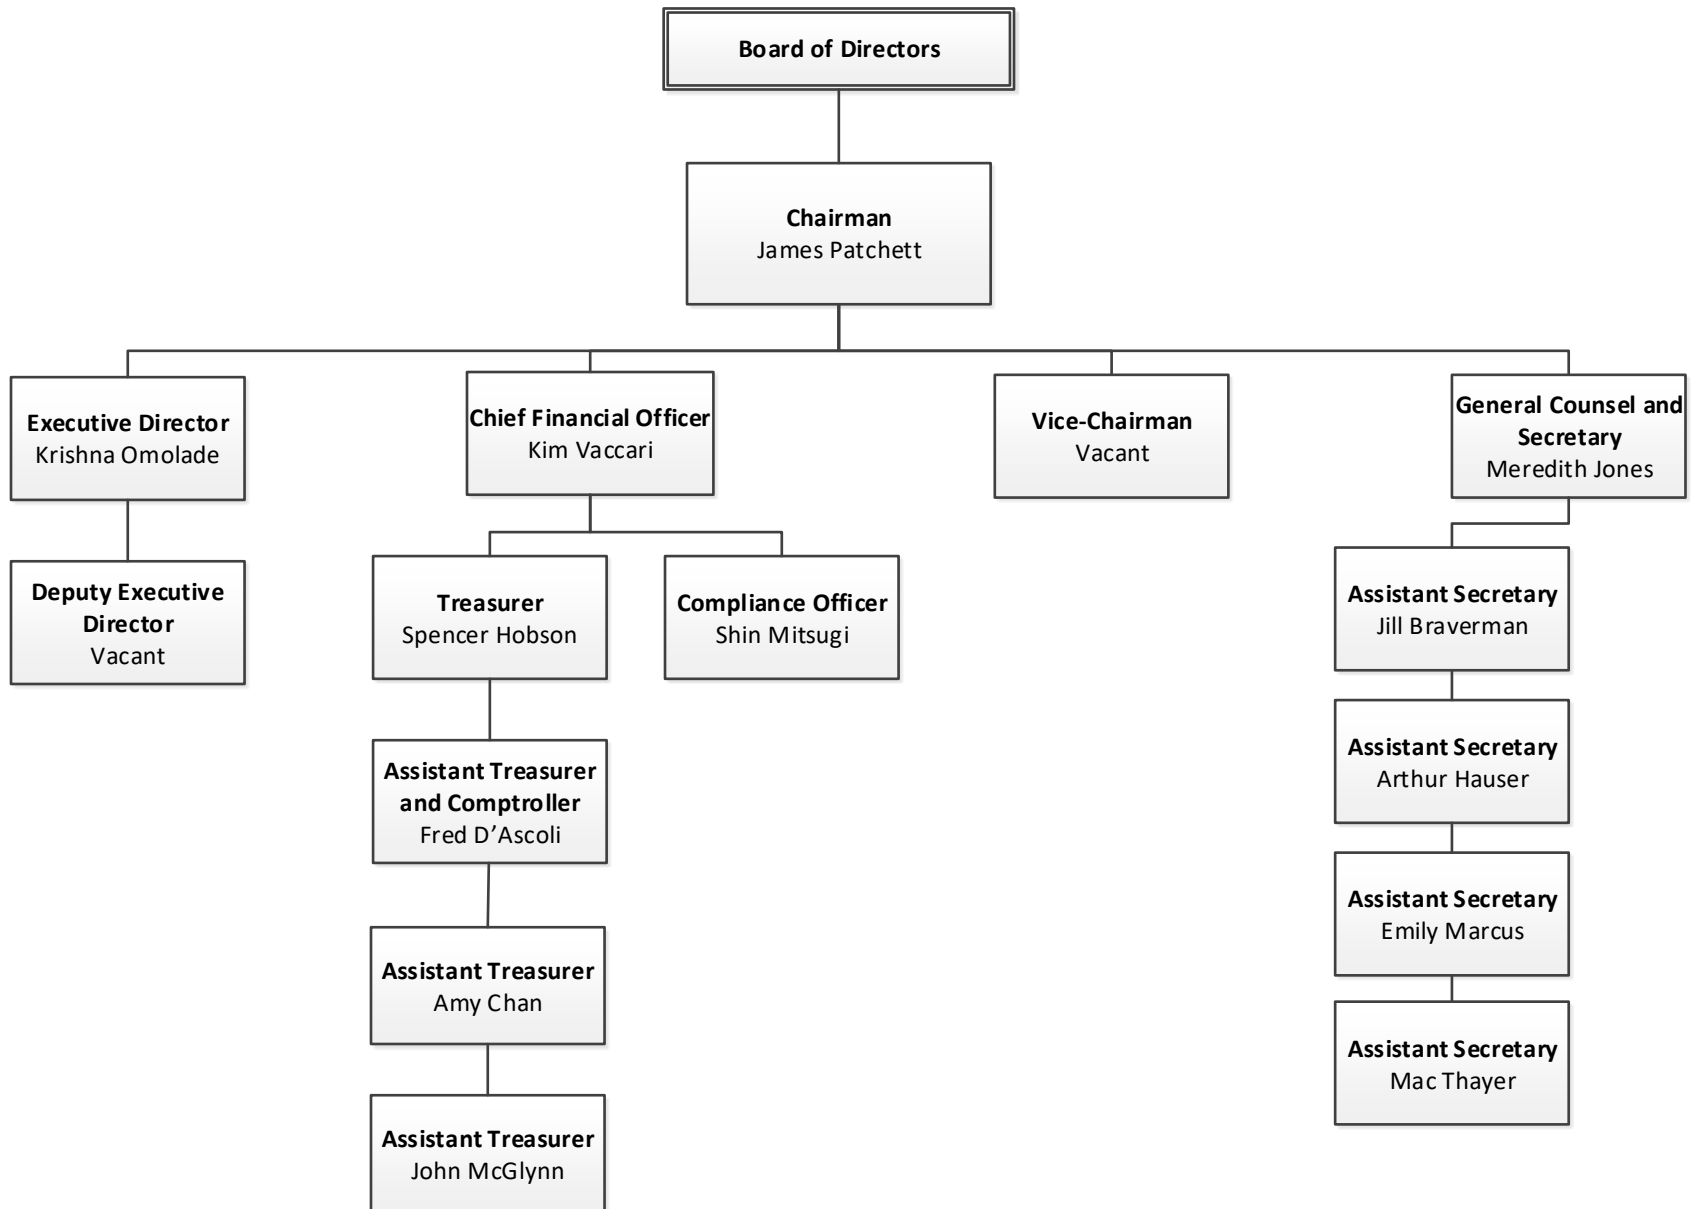 Board of Directors
Chairman
James Patchett
Executive Director
Krishna Omolade
Chief Financial Officer
Kim Vaccari
Vice-Chairman
Vacant
General Counsel and
Secretary
Meredith Jones
Deputy Executive
Director
Vacant
Treasurer
Spencer Hobson
Compliance Officer
Shin Mitsugi
Assistant Secretary
Jill Braverman
Assistant Treasurer
and Comptroller
Fred D’Ascoli
Assistant Secretary
Arthur Hauser
Assistant Treasurer
Amy Chan
Assistant Secretary
Emily Marcus
Assistant Treasurer
John McGlynn
Assistant Secretary
Mac Thayer